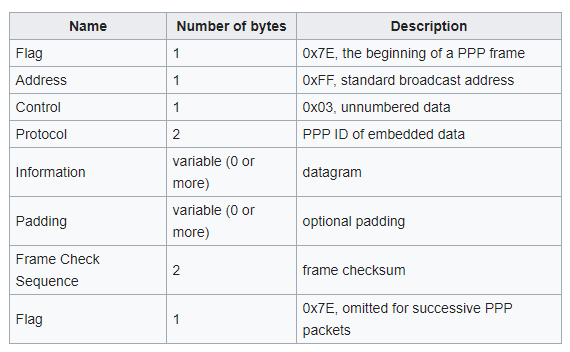 Name Number of bytes Description
Flag 1 0x7E, the beginning of a PPP frame
Address 1 0xFF, standard broadcast address
Control 1 0x03, unnumbered data
Protocol 2 PPP ID of embedded data
Information variable (0 or more) datagram
Padding variable (0 or more) optional padding
Frame Check Sequence 2 frame checksum
Flag 1 0x7E, omitted for successive PPP packets